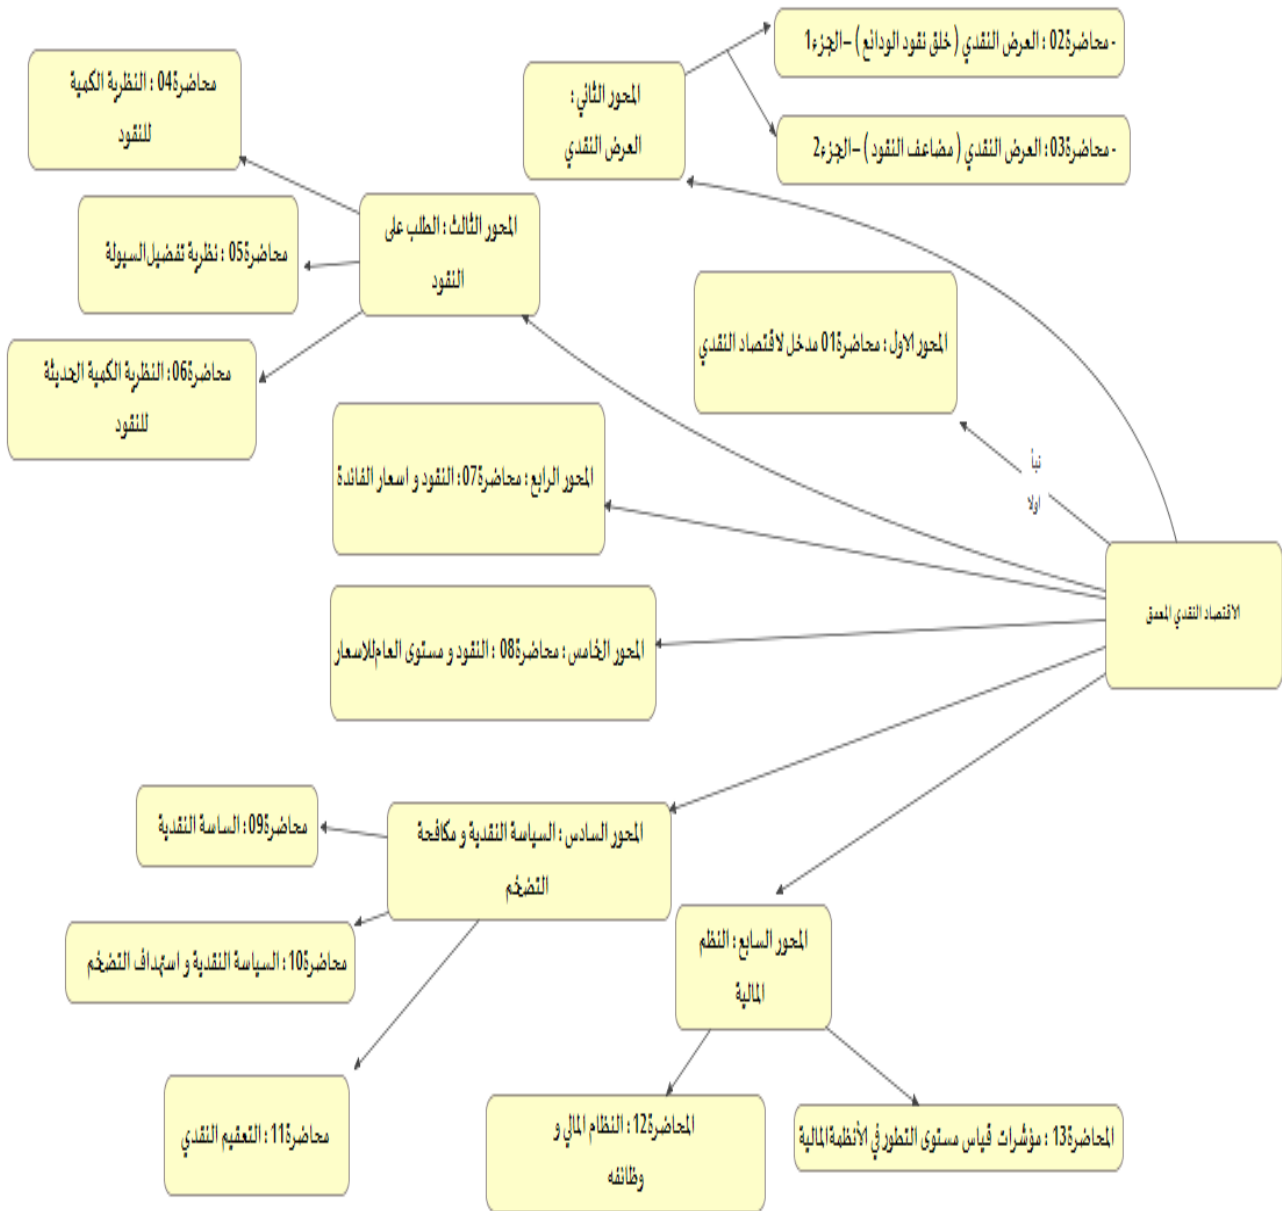 - محاضرة02 : العرض النقدي ( خلق نقود الودائع ) –الجزء1
المحور الثاني :
العرض النقدي
- محاضرة03: العرض النقدي ( مضاعف النقود ) –الجزء2
محاضرة04 : النظرية الكمية
للنقود
المحور الثالث : الطلب على
النقود
محاضرة05 : نظرية تفضيل السيولة
محاضرة06: النظرية الكمية الحديثة
للنقود
المحور الاول : محاضرة01 مدخل لاقتصاد النقدي
نبأ
اولا
الاقتصاد النقدي المعمق
المحور الرابع : محاضرة07: النقود و اسعار الفائدة
المحور الخامس : محاضرة08 : النقود و مستوى العام للاسعار
المحور السادس : السياسة النقدية و مكافحة
التضخم
محاضرة09: الساسة النقدية
محاضرة10: السياسة النقدية و استهداف التضخم
محاضرة11: التعقيم النقدي
المحور السابع : النظم
المالية
المحاضرة12: النظام المالي و
وظائفه
المحاضرة13 : مؤشرات قياس مستوى التطور في الأنظمة المالية